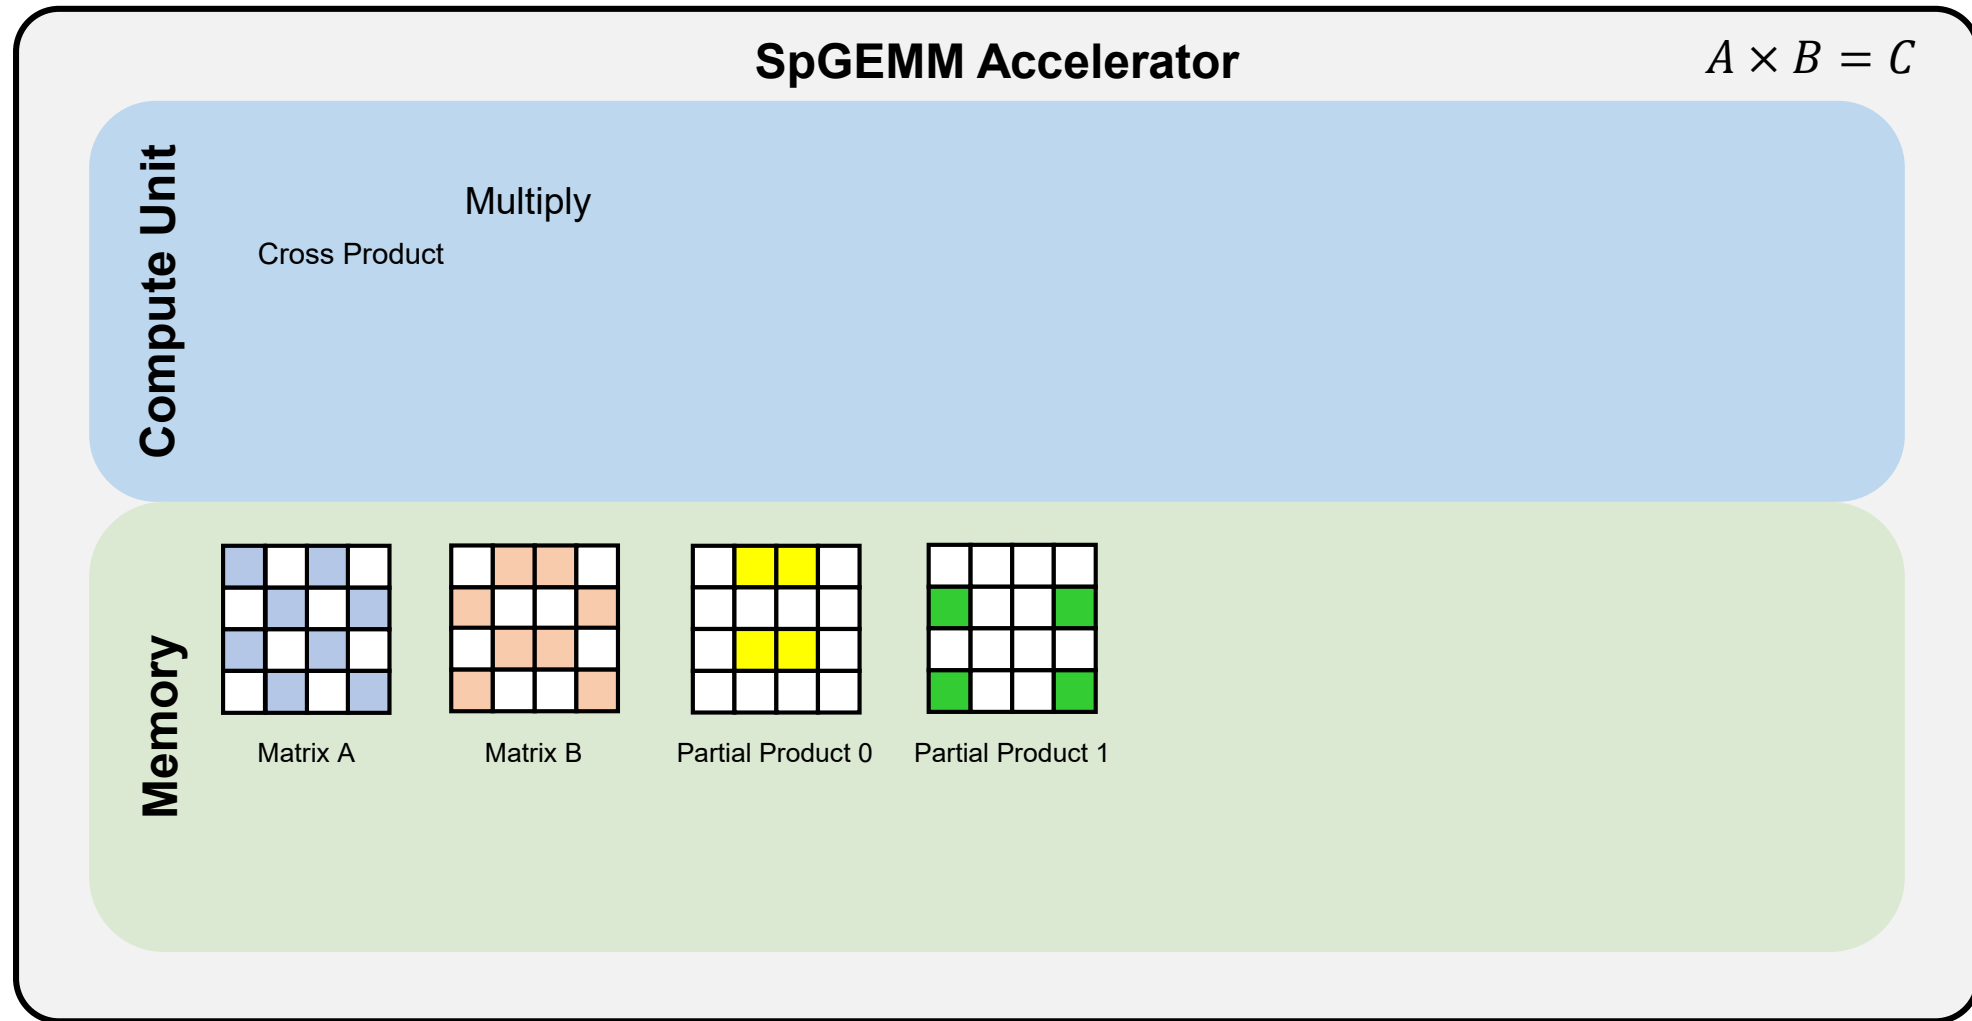 SpGEMM Accelerator
A × B = C
Compute Unit
Multiply
Cross Product
Memory
Matrix A
Matrix B
Partial Product 0
Partial Product 1